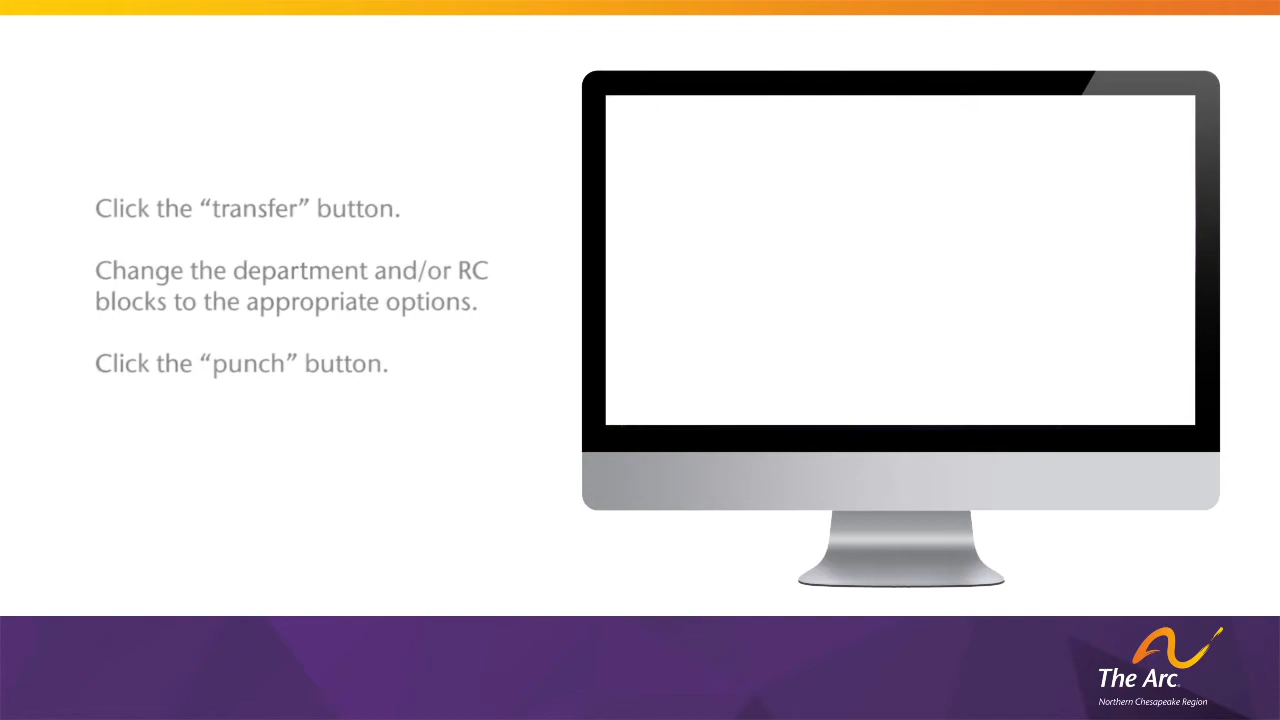 Click the “transfer” button.
Change the department and/or RC
blocks to the appropriate options.
Click the “punch” button.
The Arc
Northern Chesapeake Region